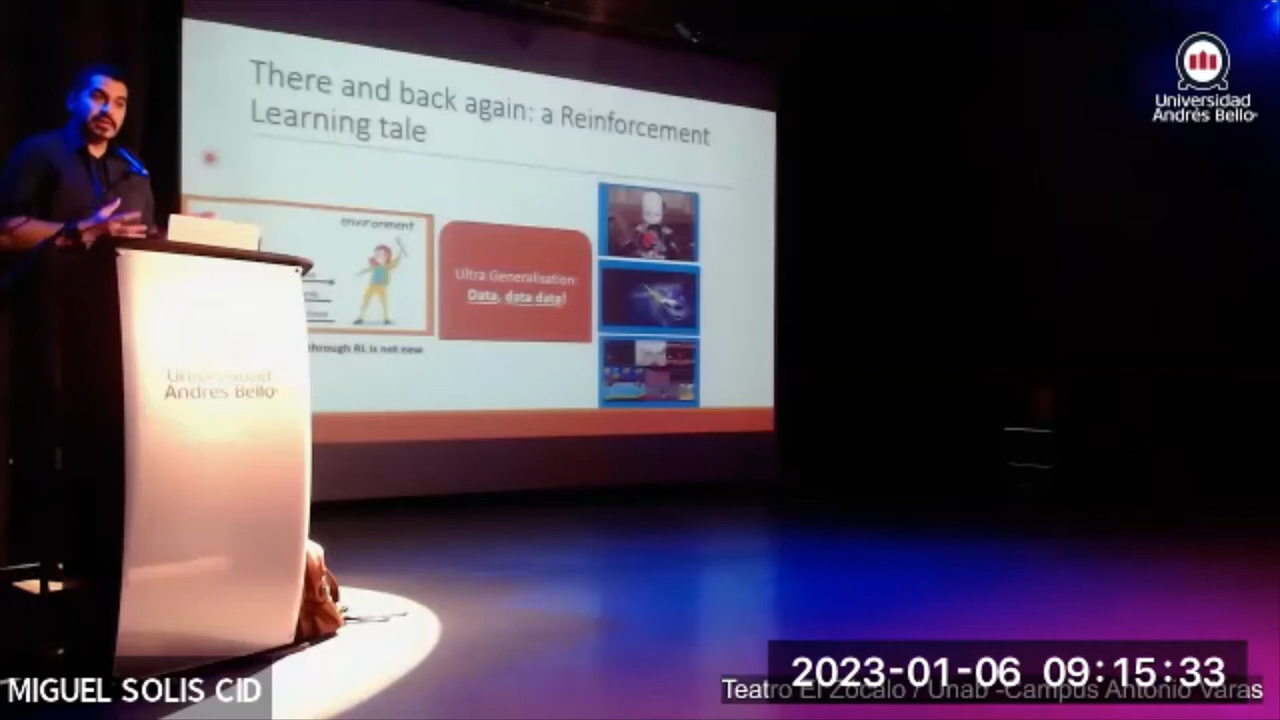 There and back again: a Reinforcement
Learning tale
environment
Ultra Generalisation:
Data, data data!
through RL is not new
Universidad
Andrés Bello
Universidad
Andrés Bello
MIGUEL SOLIS CID
2023-01-06 09:15:33
Teatro El Zócalo / Unab -Campus Antonio Varas